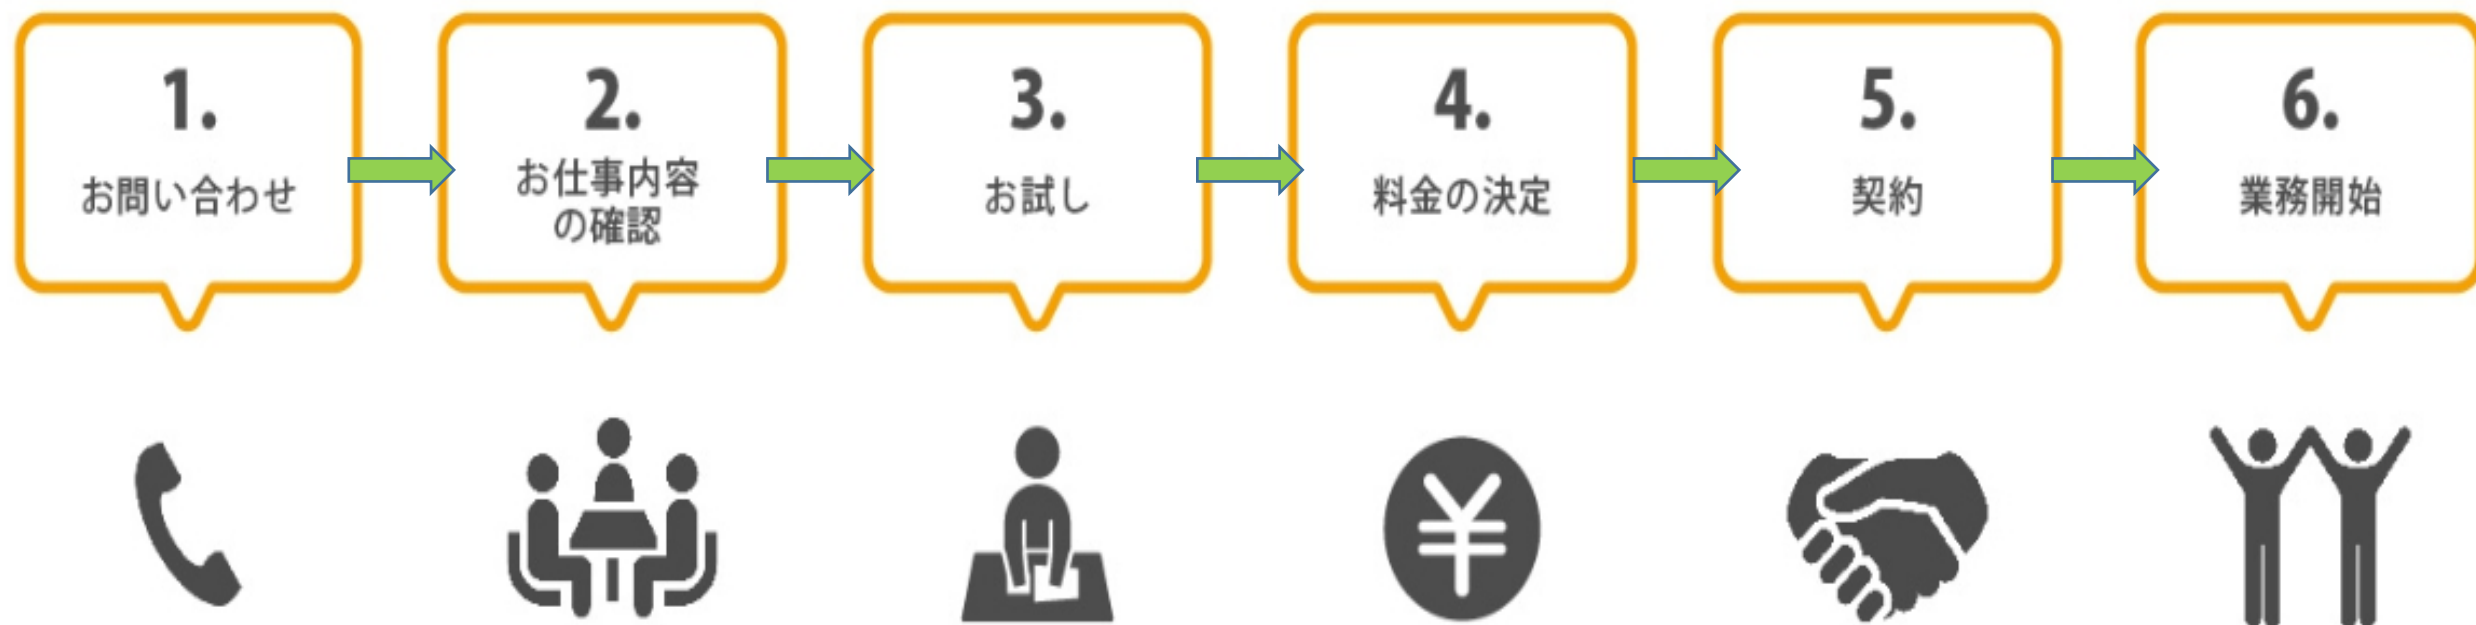 1.
お問い合わせ
2.
お仕事内容
の確認
3.
お試し
4.
料金の決定
5.
契約
6.
業務開始
¥